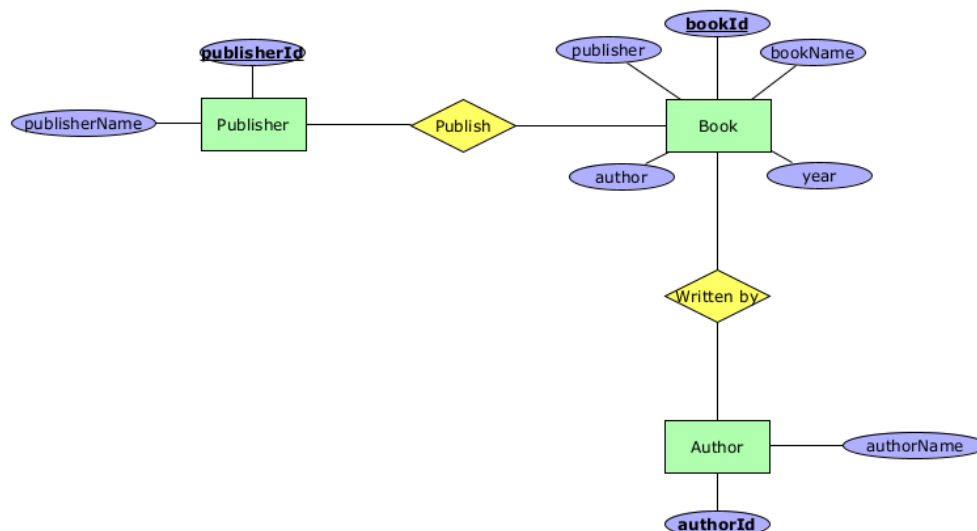 bookId
publisherId
publisher
bookName
publisherName
Publisher
Publish
Book
author
year
Written by
Author
authorName
authorId